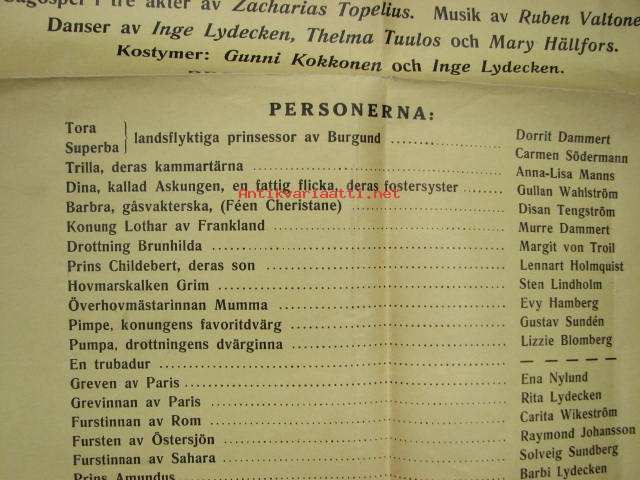 Sagospel i tre akter av Zacharias Topelius. Musik av Ruben Valtone
Danser av Inge Lydecken, Thelma Tuulos och Mary Hällfors.
Kostymer: Gunni Kokkonen och Inge Lydecken.
PERSONERNA:
Tora
Superba
landsflyktiga prinsessor av Burgund Dorrit Dammert
Carmen Södermann
Trilla, deras kammartärna Anna-Lisa Manns
Dina, kallad Askungen, en fattig flicka, deras fostersyster Gullan Wahlström
Antikvariaatti.net
Barbra, gåsvakterska, (Féen Cheristane) Disan Tengström
Konung Lothar av Frankland Murre Dammert
Drottning Brunhilda Margit von Troil
Prins Childebert, deras son Lennart Holmquist
Hovmarskalken Grim Sten Lindholm
Överhovmästarinnan Mumma Evy Hamberg
Pimpe, konungens favoritdvärg Gustav Sundén
Pumpa, drottningens dvärginna Lizzie Blomberg
En trubadur — — — — —
Greven av Paris Ena Nylund
Grevinnan av Paris Rita Lydecken
Furstinnan av Rom Carita Wikeström
Fursten av Östersjön Raymond Johansson
Furstinnan av Sahara Solveig Sundberg
Prins Amundus Barbi Lydecken